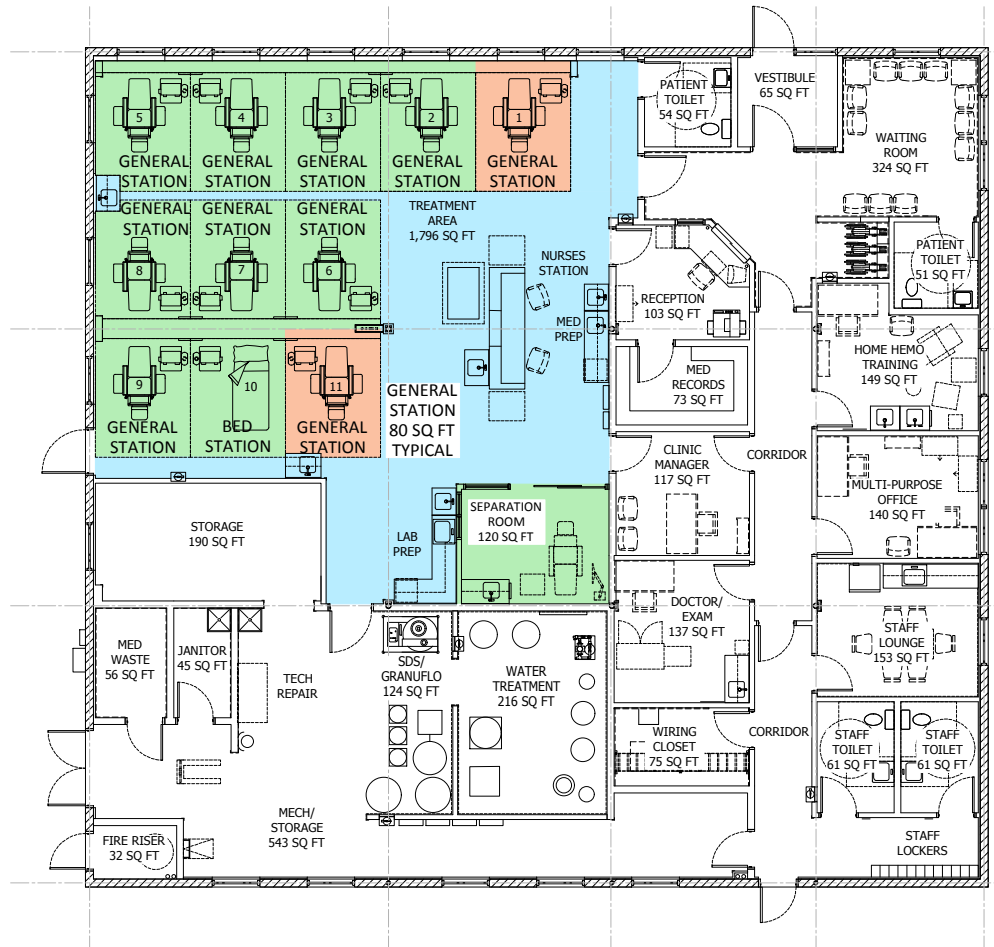 5
GENERAL
STATION
4
GENERAL
STATION
3
GENERAL
STATION
2
GENERAL
STATION
1
GENERAL
STATION
PATIENT
TOILET
54 SQ FT
VESTIBULE
65 SQ FT
WAITING
ROOM
324 SQ FT
TREATMENT
AREA
1,796 SQ FT
GENERAL
STATION
8
GENERAL
STATION
7
GENERAL
STATION
6
NURSES
STATION
MED
PREP
RECEPTION
103 SQ FT
PATIENT
TOILET
51 SQ FT
HOME HEMO
TRAINING
149 SQ FT
MED
RECORDS
73 SQ FT
9
GENERAL
STATION
10
BED
STATION
11
GENERAL
STATION
GENERAL
STATION
80 SQ FT
TYPICAL
CLINIC
MANAGER
117 SQ FT
CORRIDOR
MULTI-PURPOSE
OFFICE
140 SQ FT
STORAGE
190 SQ FT
LAB
PREP
SEPARATION
ROOM
120 SQ FT
DOCTOR/
EXAM
137 SQ FT
STAFF
LOUNGE
153 SQ FT
MED
WASTE
56 SQ FT
JANITOR
45 SQ FT
TECH
REPAIR
SDS/
GRANUFLO
124 SQ FT
WATER
TREATMENT
216 SQ FT
WIRING
CLOSET
75 SQ FT
CORRIDOR
STAFF
TOILET
61 SQ FT
STAFF
TOILET
61 SQ FT
MECH/
STORAGE
543 SQ FT
FIRE RISER
32 SQ FT
STAFF
LOCKERS